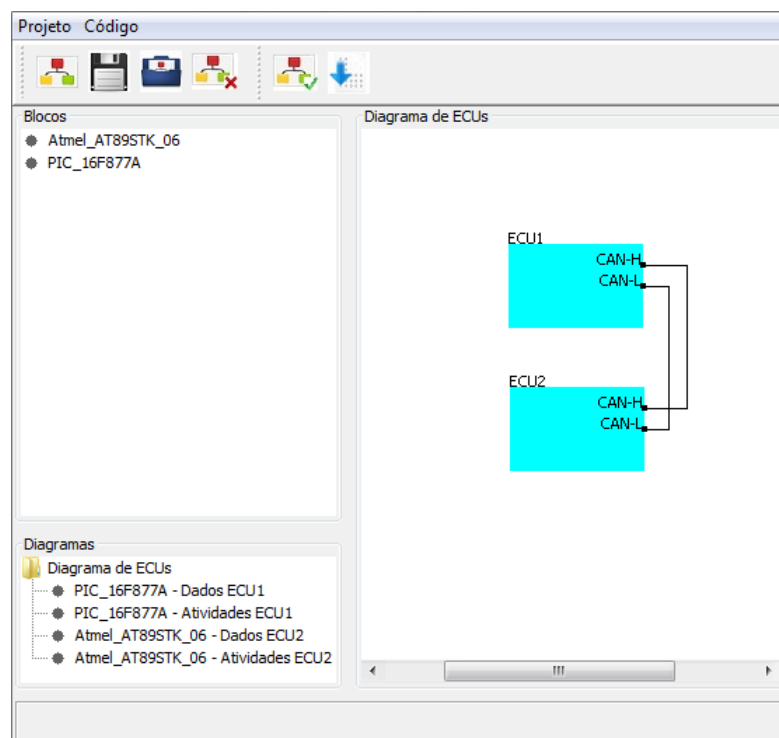 Projeto Código
Blocos
Atmel_AT89STK_06
PIC_16F877A
Diagramas
Diagrama de ECUs
PIC_16F877A - Dados ECU1
PIC_16F877A - Atividades ECU1
Atmel_AT89STK_06 - Dados ECU2
Atmel_AT89STK_06 - Atividades ECU2
Diagrama de ECUs
ECU1
CAN-H
CAN-L
ECU2
CAN-H
CAN-L